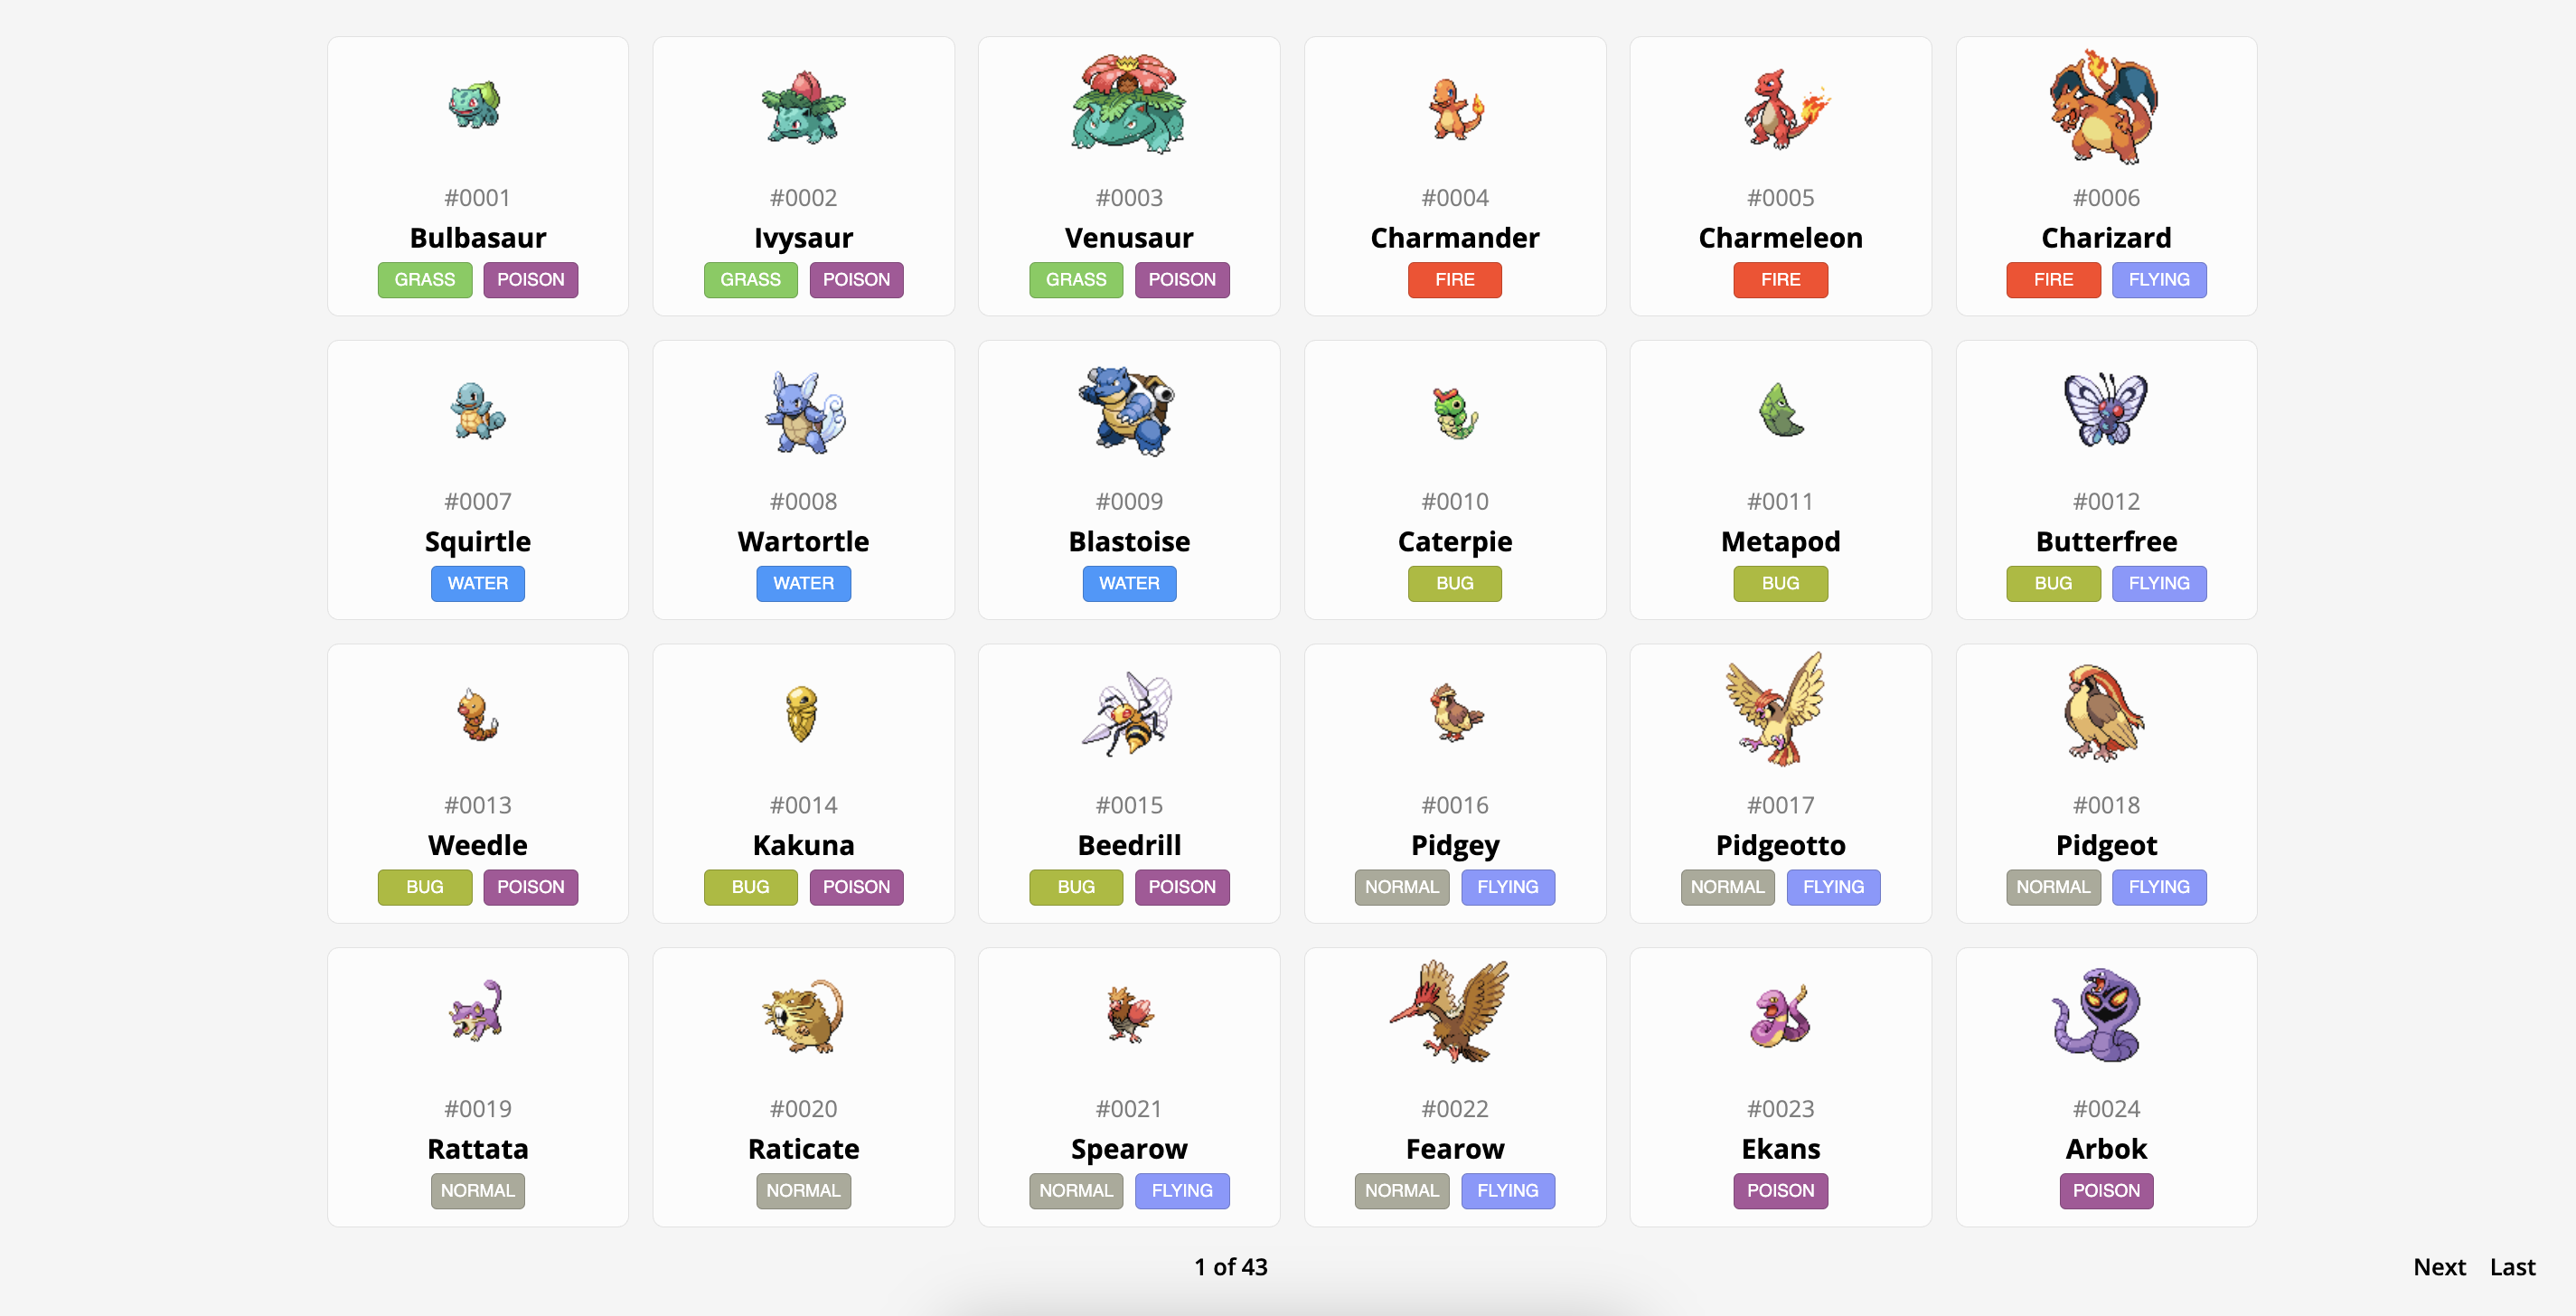 #0001
Bulbasaur
GRASS POISON
#0002
Ivysaur
GRASS POISON
#0003
Venusaur
GRASS POISON
#0004
Charmander
FIRE
#0005
Charmeleon
FIRE
#0006
Charizard
FIRE FLYING
#0007
Squirtle
WATER
#0008
Wartortle
WATER
#0009
Blastoise
WATER
#0010
Caterpie
BUG
#0011
Metapod
BUG
#0012
Butterfree
BUG FLYING
#0013
Weedle
BUG POISON
#0014
Kakuna
BUG POISON
#0015
Beedrill
BUG POISON
#0016
Pidgey
NORMAL FLYING
#0017
Pidgeotto
NORMAL FLYING
#0018
Pidgeot
NORMAL FLYING
#0019
Rattata
NORMAL
#0020
Raticate
NORMAL
#0021
Spearow
NORMAL FLYING
#0022
Fearow
NORMAL FLYING
#0023
Ekans
POISON
#0024
Arbok
POISON
1 of 43
Next Last